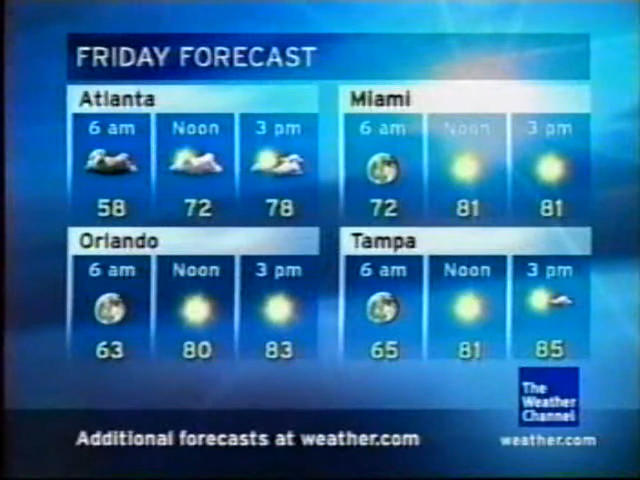 FRIDAY FORECAST
Atlanta
6 am Noon 3 pm
58 72 78
Miami
6 am Noon 3 pm
72 81 81
Orlando
6 am Noon 3 pm
63 80 83
Tampa
6 am Noon 3 pm
65 81 85
The
Weather
Channel
Additional forecasts at weather.com
weather.com